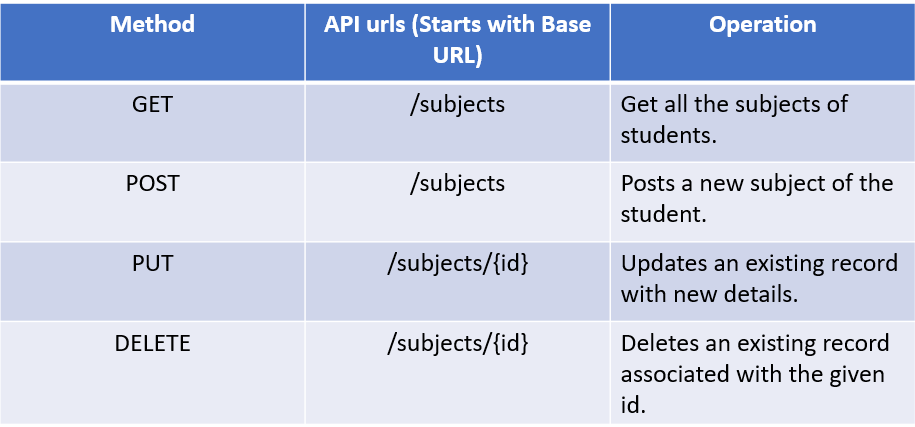 Method
API urls (Starts with Base
URL)
Operation
GET
/subjects
Get all the subjects of
students.
POST
/subjects
Posts a new subject of the
student.
PUT
/subjects/{id}
Updates an existing record
with new details.
DELETE
/subjects/{id}
Deletes an existing record
associated with the given
id.